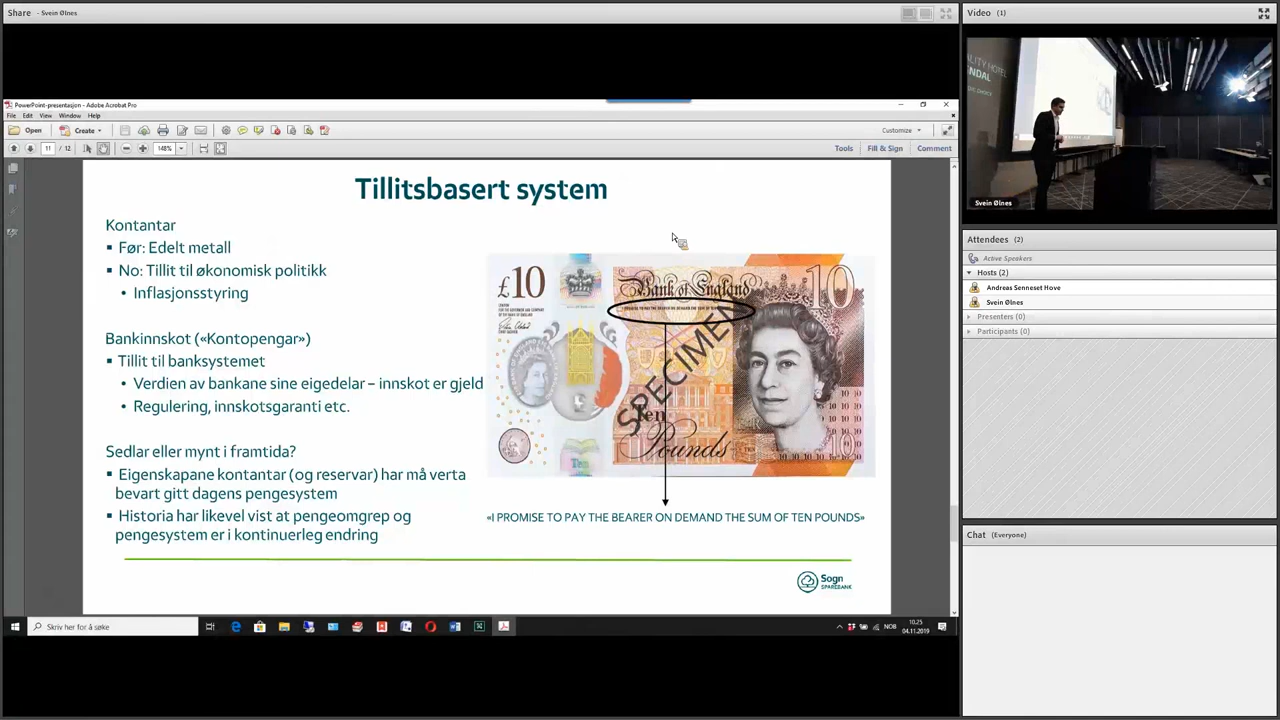 Share - Svein Ølnes
PowerPoint-presentasjon - Adobe Acrobat Pro
File Edit View Window Help
Open Create Customize
11 / 12 148% Tools Fill & Sign Comment
Tillitsbasert system
Kontantar
▪ Før: Edelt metall
▪ No: Tillit til økonomisk politikk
• Inflasjonsstyring
Bankinnskot («Kontopengar»)
▪ Tillit til banksystemet
• Verdien av bankane sine eigedelar – innskot er gjeld
• Regulering, innskotsgaranti etc.
Sedlar eller mynt i framtida?
▪ Eigenskapane kontantar (og reservar) har må verta
bevart gitt dagens pengesystem
▪ Historia har likevel vist at pengeomgrep og
pengesystem er i kontinuerleg endring
£10
Bank of England
10
SPECIMEN
Ten
Pounds
Ten
10
«I PROMISE TO PAY THE BEARER ON DEMAND THE SUM OF TEN POUNDS»
Sogn
SPAREBANK
Skriv her for å søke
NOB
10.25
04.11.2019
Video (1)
Svein Ølnes
Attendees (2)
Active Speakers
Hosts (2)
Andreas Senneset Hove
Svein Ølnes
Presenters (0)
Participants (0)
Chat (Everyone)